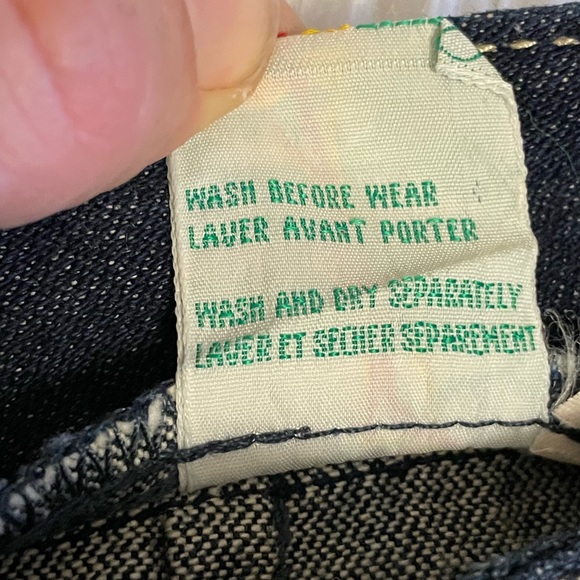 WASH BEFORE WEAR
LAVER AVANT PORTER
WASH AND DRY SEPARATELY
LAVER ET SECHER SEPAREMENT